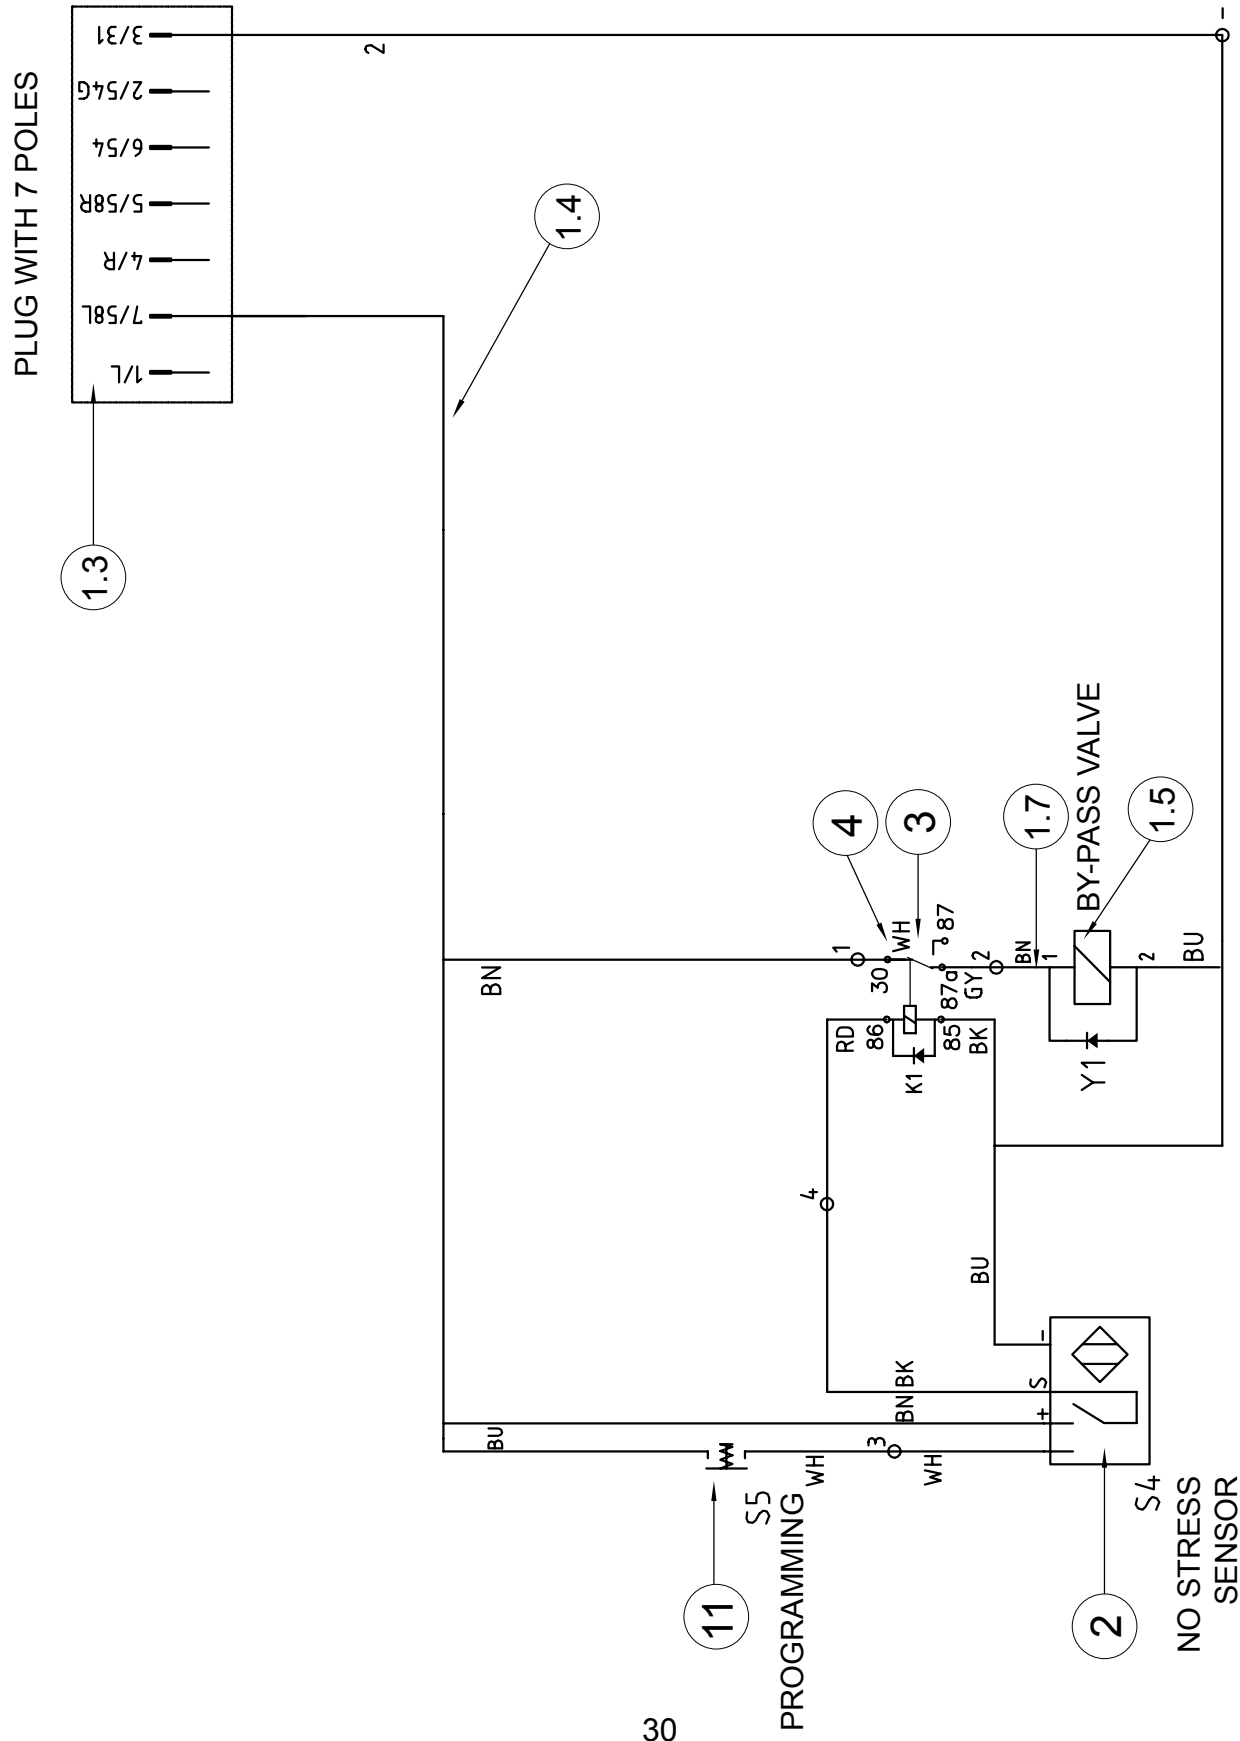 PLUG WITH 7 POLES
3/31
2/54G
6/54
5/58R
4/R
7/58L
1/L
2
-
1.3
1.4
BN
1
4
3
30
WH
87
87a
GY
2
BN
1.7
1
BY-PASS VALVE
1.5
2
BU
Y1
RD
86
K1
85
BK
4
BU
BU
S5
PROGRAMMING
11
WH
3
WH
BN
BK
+
S
-
S4
NO STRESS
SENSOR
2
30